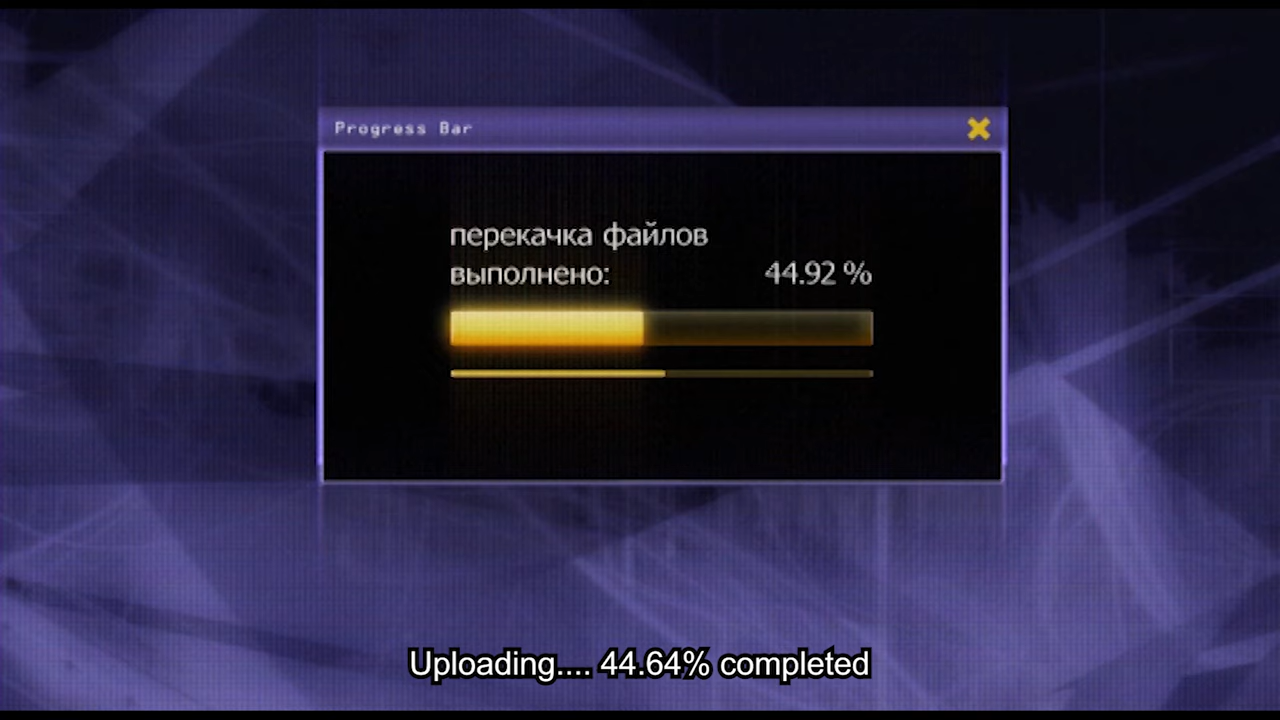 Progress Bar
перекачка файлов
выполнено: 44.92 %
Uploading.... 44.64% completed